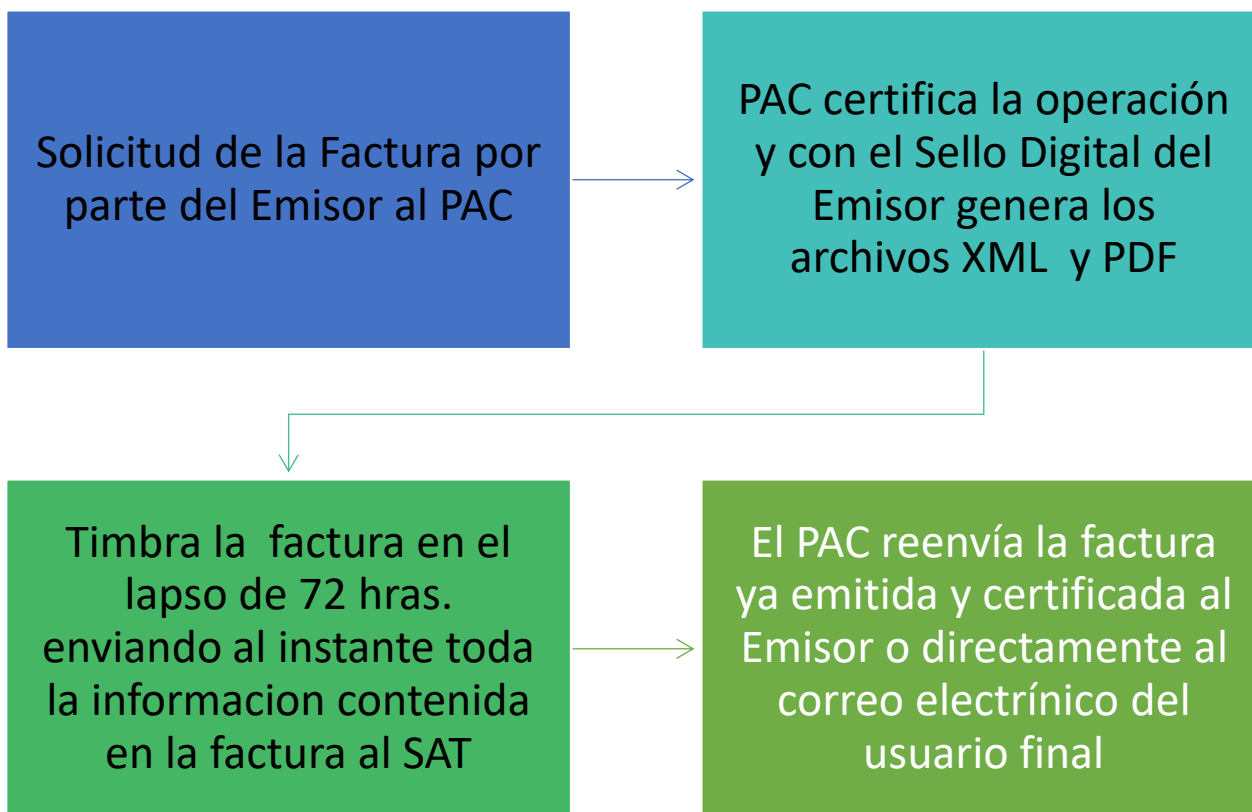 Solicitud de la Factura por
parte del Emisor al PAC
PAC certifica la operación
y con el Sello Digital del
Emisor genera los
archivos XML y PDF
Timbra la factura en el
lapso de 72 hras.
enviando al instante toda
la informacion contenida
en la factura al SAT
El PAC reenvía la factura
ya emitida y certificada al
Emisor o directamente al
correo electrínico del
usuario final